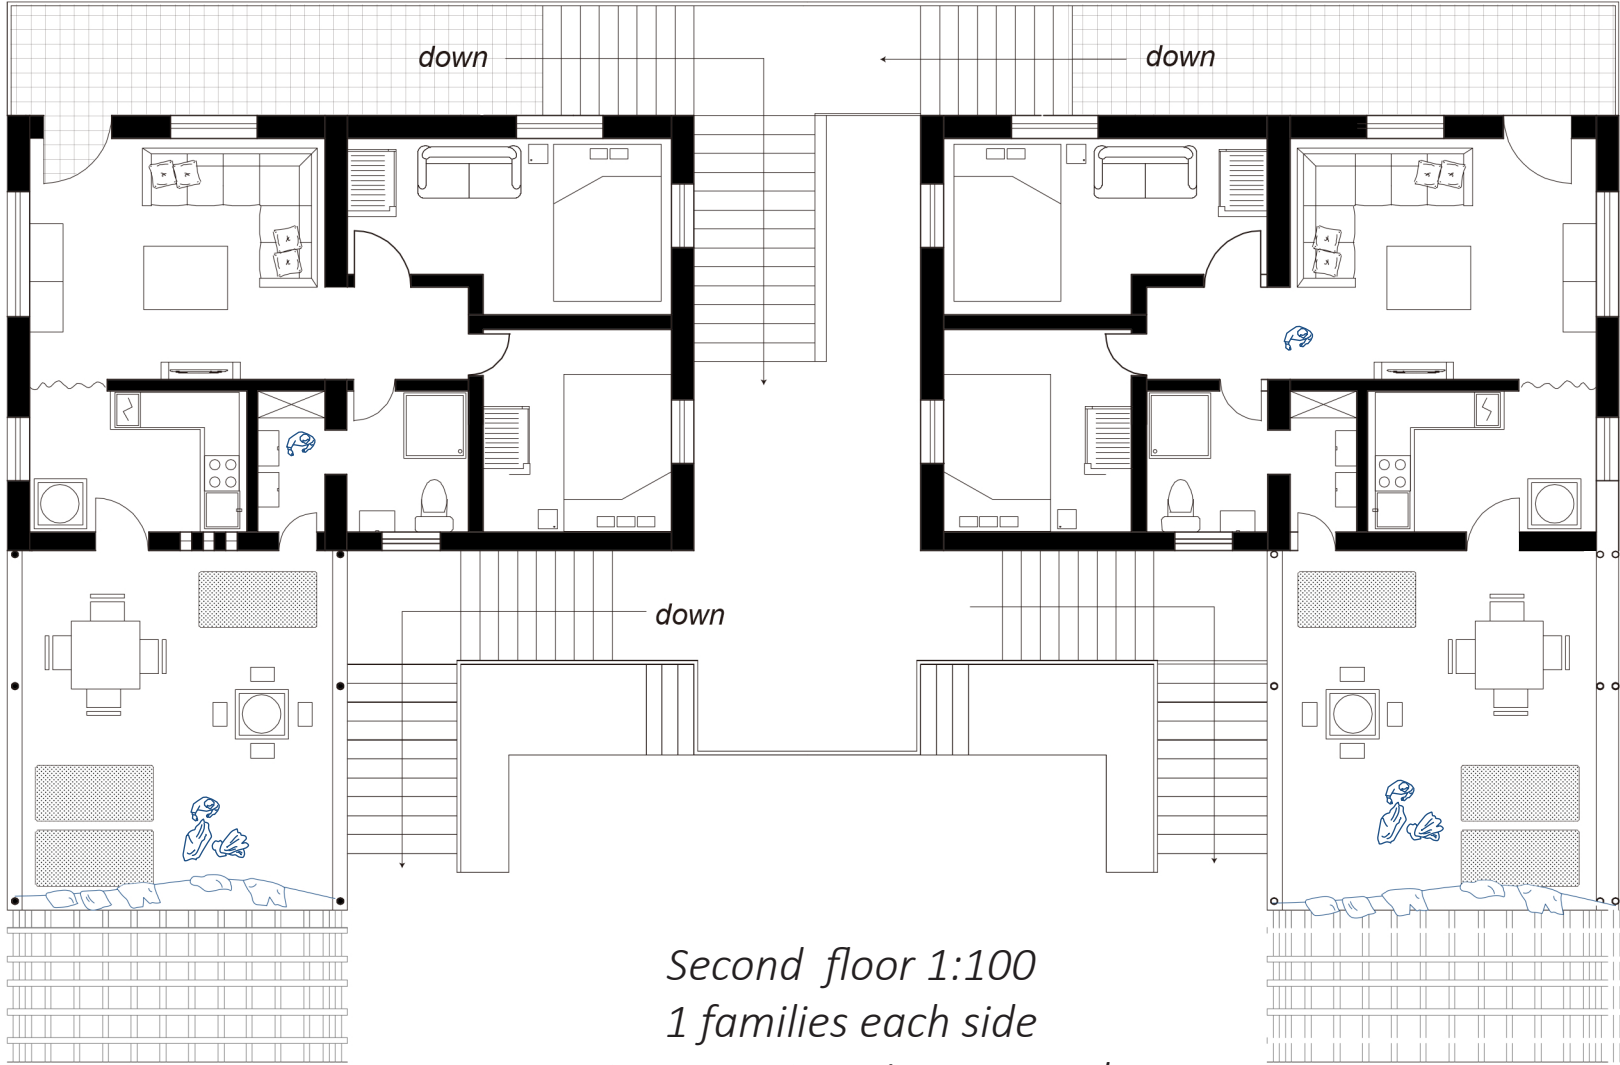 down
down
down
Second floor 1:100
1 families each side